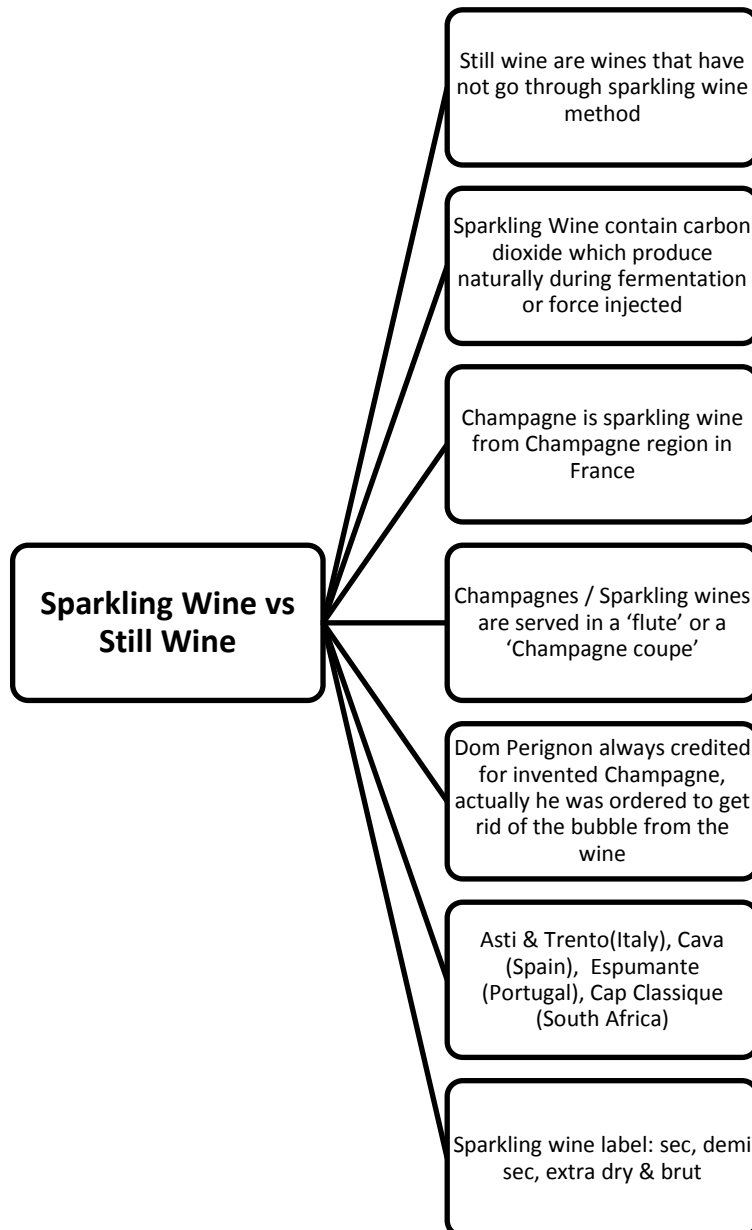 Still wine are wines that have
not go through sparkling wine
method
Sparkling Wine contain carbon
dioxide which produce
naturally during fermentation
or force injected
Champagne is sparkling wine
from Champagne region in
France
Sparkling Wine vs
Still Wine
Champagnes / Sparkling wines
are served in a ‘flute’ or a
‘Champagne coupe’
Dom Perignon always credited
for invented Champagne,
actually he was ordered to get
rid of the bubble from the
wine
Asti & Trento(Italy), Cava
(Spain),  Espumante
(Portugal), Cap Classique
(South Africa)
Sparkling wine label: sec, demi
sec, extra dry & brut